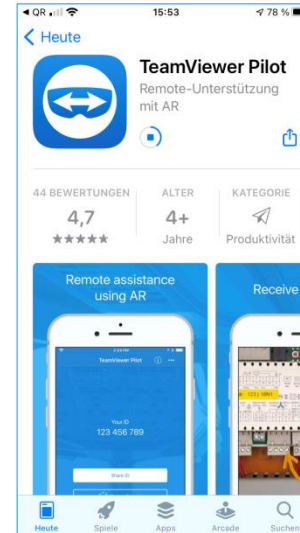 QR
15:53
78 %
Heute
TeamViewer Pilot
Remote-Unterstützung
mit AR
44 BEWERTUNGEN
ALTER
KATEGORIE
4,7
4+
Jahre
Produktivität
Remote assistance
using AR
TeamViewer Pilot
Your ID
123 456 789
Share ID
Receive
Heute
Spiele
Apps
Arcade
Suchen